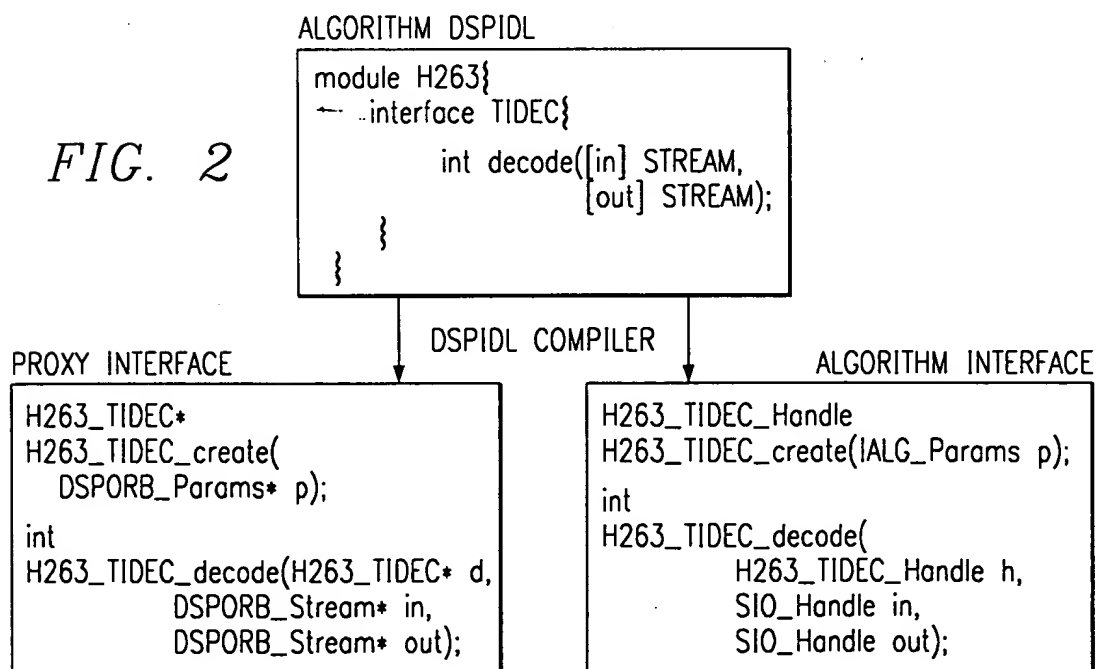 ALGORITHM DSPIDL
module H263{
interface TIDEC{
int decode([in] STREAM,
[out] STREAM);
}
}
FIG. 2
DSPIDL COMPILER
PROXY INTERFACE
H263_TIDEC*
H263_TIDEC_create(
DSPORB_Params* p);
int
H263_TIDEC_decode(H263_TIDEC* d,
DSPORB_Stream* in,
DSPORB_Stream* out);
ALGORITHM INTERFACE
H263_TIDEC_Handle
H263_TIDEC_create(IALG_Params p);
int
H263_TIDEC_decode(
H263_TIDEC_Handle h,
SIO_Handle in,
SIO_Handle out);